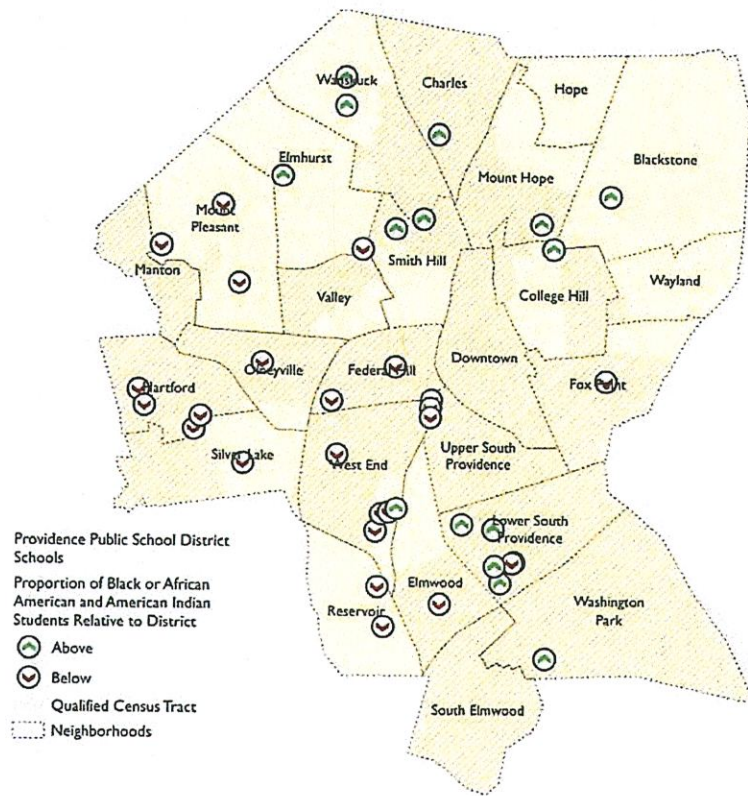 Wanskuck
Charles
Hope
Elmhurst
Blackstone
Mount Hope
Mount
Pleasant
Smith Hill
Manton
Valley
College Hill
Wayland
Downtown
Olneyville
Federal Hill
Hartford
Fox Point
Silver Lake
West End
Upper South
Providence
Lower South
Providence
Elmwood
Reservoir
Washington
Park
South Elmwood
Providence Public School District
Schools
Proportion of Black or African
American and American Indian
Students Relative to District
Above
Below
Qualified Census Tract
Neighborhoods